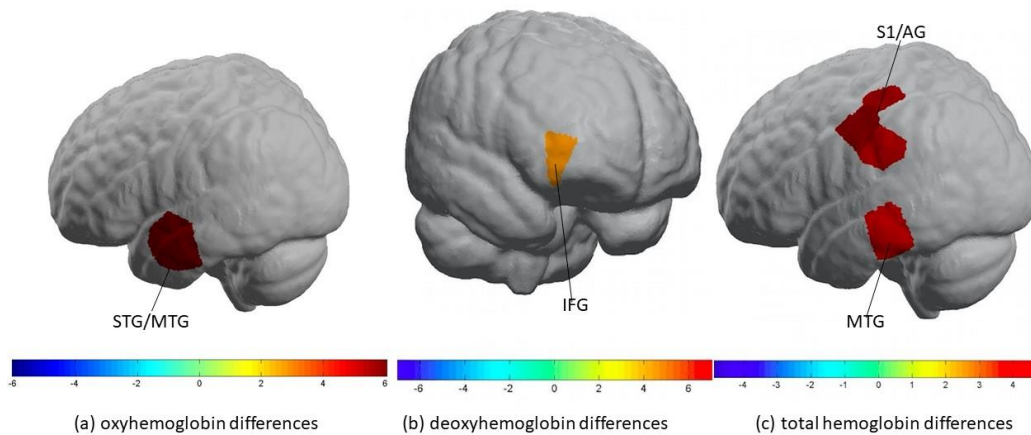 S1/AG
STG/MTG
IFG
MTG
-6 -4 -2 0 2 4 6
-6 -4 -2 0 2 4 6
-4 -3 -2 -1 0 1 2 3 4
(a) oxyhemoglobin differences
(b) deoxyhemoglobin differences
(c) total hemoglobin differences